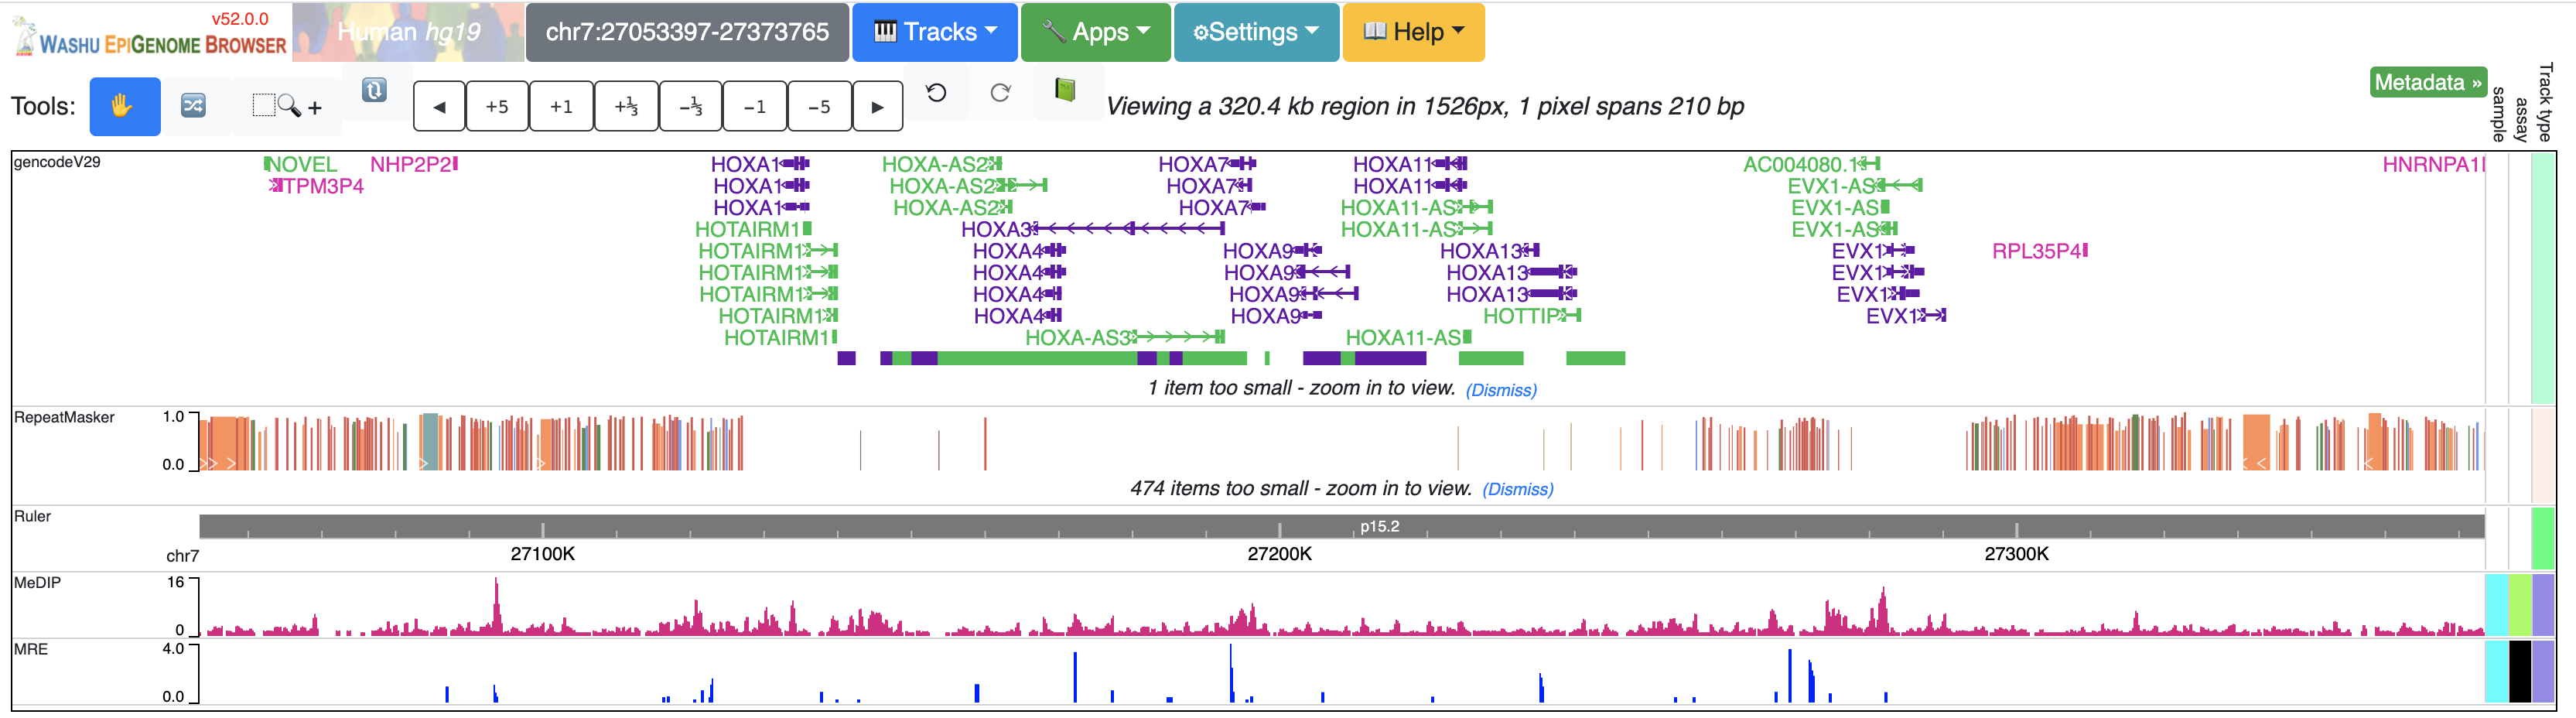 v52.0.0
WASHU EPIGENOME BROWSER
Human hg19
chr7:27053397-27373765
Tracks
Apps
Settings
Help
Tools:
+
◀ +5 +1 +⅓ -⅓ -1 -5 ▶
Viewing a 320.4 kb region in 1526px, 1 pixel spans 210 bp
Metadata »
sample
assay
Track type
gencodeV29
NOVEL NHP2P2 HOXA1 HOXA-AS2 HOXA7 HOXA11 AC004080.1 HNRNPA1
TPM3P4 HOXA1 HOXA-AS2 HOXA7 HOXA11 EVX1-AS
HOXA1 HOXA-AS2 HOXA7 HOXA11-AS EVX1-AS
HOTAIRM1 HOXA3 HOXA11-AS EVX1-AS
HOTAIRM1 HOXA4 HOXA9 HOXA13 EVX1 RPL35P4
HOTAIRM1 HOXA4 HOXA9 HOXA13 EVX1
HOTAIRM1 HOXA4 HOXA9 HOXA13 EVX1
HOTAIRM1 HOXA4 HOXA9 HOTTIP EVX1
HOTAIRM1 HOXA-AS3 HOXA11-AS
1 item too small - zoom in to view. (Dismiss)
RepeatMasker 1.0
0.0
474 items too small - zoom in to view. (Dismiss)
Ruler
p15.2
chr7 27100K 27200K 27300K
MeDIP 16
0
MRE 4.0
0.0